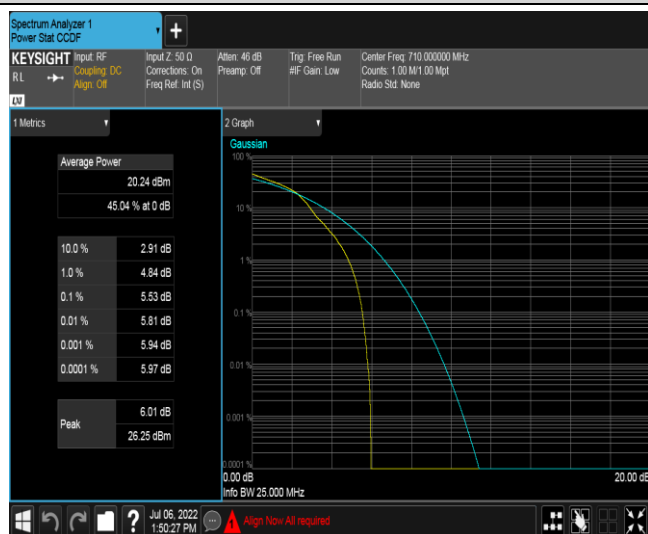 Spectrum Analyzer 1
Power Stat CCDF
+
KEYSIGHT
RL
LXI
Input: RF
Coupling: DC
Align: Off
Input Z: 50 Ω
Corrections: On
Freq Ref: Int (S)
Atten: 46 dB
Preamp: Off
Trig: Free Run
#IF Gain: Low
Center Freq: 710.000000 MHz
Counts: 1.00 M/1.00 Mpt
Radio Std: None
1 Metrics
Average Power
20.24 dBm
45.04 % at 0 dB
10.0 % 2.91 dB
1.0 % 4.84 dB
0.1 % 5.53 dB
0.01 % 5.81 dB
0.001 % 5.94 dB
0.0001 % 5.97 dB
Peak
6.01 dB
26.25 dBm
2 Graph
Gaussian
100 %
10 %
1 %
0.1 %
0.01 %
0.001 %
0.0001 %
0.00 dB 20.00 dB
Info BW 25.000 MHz
?
Jul 06, 2022
1:50:27 PM
Align Now All required